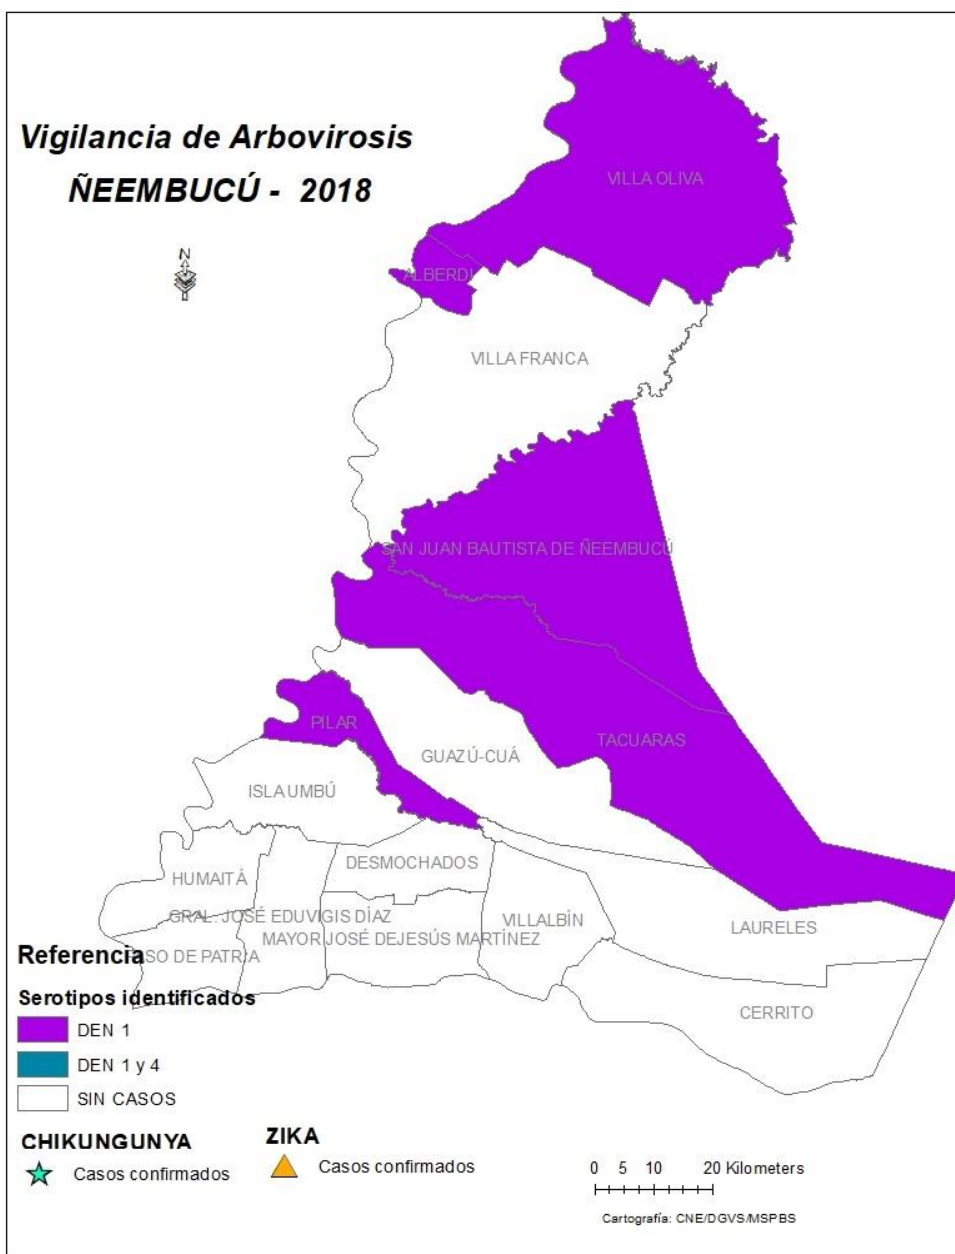 Vigilancia de Arbovirosis
ÑEEMBUCÚ - 2018
N
VILLA OLIVA
ALBERDI
VILLA FRANCA
SAN JUAN BAUTISTA DE ÑEEMBUCÚ
PILAR
TACUARAS
GUAZÚ-CUÁ
ISLA UMBÚ
DESMOCHADOS
HUMAITÁ
GRAL. JOSÉ EDUVIGIS DÍAZ
VILLALBÍN
LAURELES
MAYOR JOSÉ DEJESÚS MARTÍNEZ
PASO DE PATRIA
CERRITO
Referencia
Serotipos identificados
DEN 1
DEN 1 y 4
SIN CASOS
CHIKUNGUNYA
Casos confirmados
ZIKA
Casos confirmados
0 5 10 20 Kilometers
Cartografía: CNE/DGVS/MSPBS